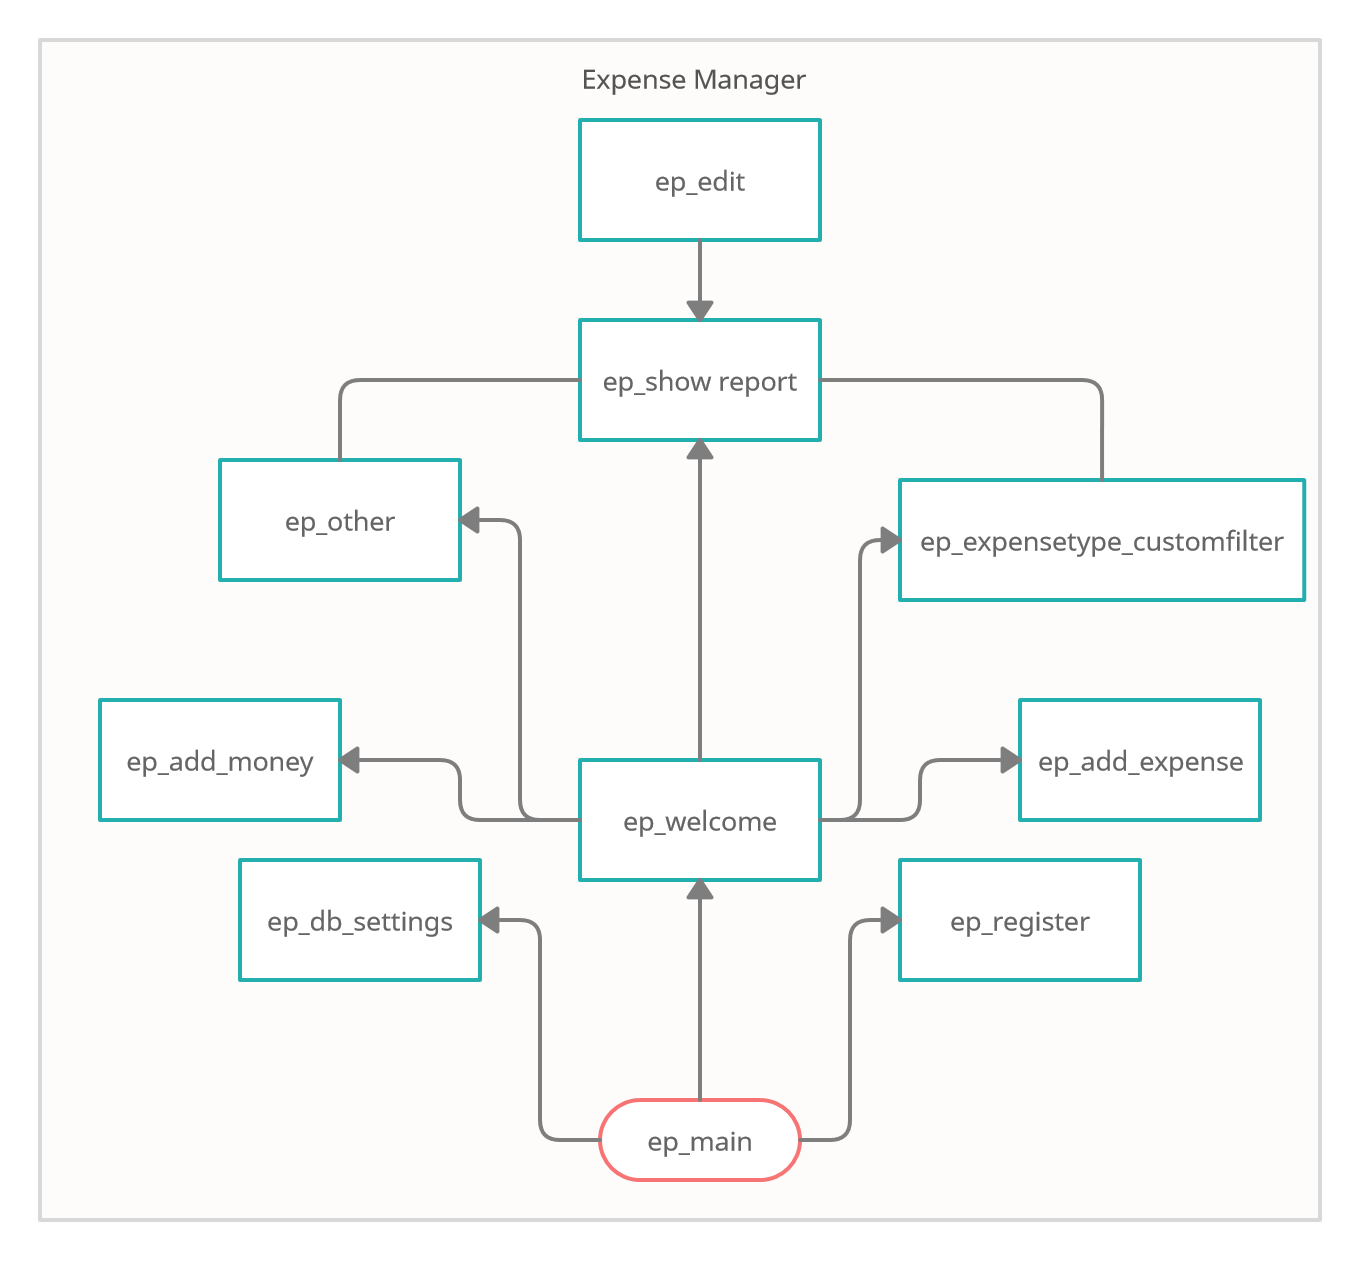 Expense Manager
ep_edit
ep_show report
ep_other
ep_expensetype_customfilter
ep_add_money
ep_add_expense
ep_welcome
ep_db_settings
ep_register
ep_main